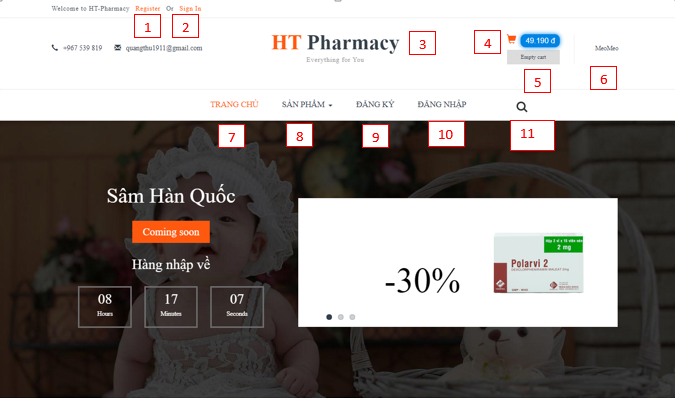 Welcome to HT-Pharmacy Register Or Sign In
1 2
+967 539 819 quangthu1911@gmail.com
HT Pharmacy 3
Everything for You
4 49.190 đ
Empty cart
5
MeoMeo
6
TRANG CHỦ SẢN PHẨM ĐĂNG KÝ ĐĂNG NHẬP
7 8 9 10 11
Sâm Hàn Quốc
Coming soon
Hàng nhập về
08 17 07
Hours Minutes Seconds
-30%
Polarvi 2
2 mg